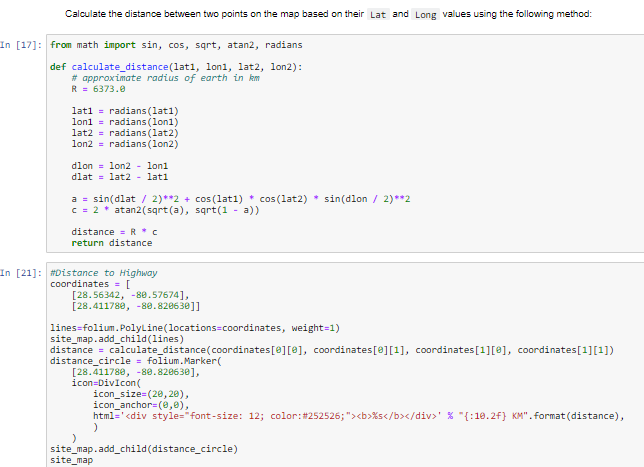 Calculate the distance between two points on the map based on their Lat and Long values using the following method:
In [17]: from math import sin, cos, sqrt, atan2, radians
def calculate_distance(lat1, lon1, lat2, lon2):
# approximate radius of earth in km
R = 6373.0
lat1 = radians(lat1)
lon1 = radians(lon1)
lat2 = radians(lat2)
lon2 = radians(lon2)
dlon = lon2 - lon1
dlat = lat2 - lat1
a = sin(dlat / 2)**2 + cos(lat1) * cos(lat2) * sin(dlon / 2)**2
c = 2 * atan2(sqrt(a), sqrt(1 - a))
distance = R * c
return distance
In [21]: #Distance to Highway
coordinates = [
[28.56342, -80.57674],
[28.411780, -80.820630]]
lines=folium.PolyLine(locations=coordinates, weight=1)
site_map.add_child(lines)
distance = calculate_distance(coordinates[0][0], coordinates[0][1], coordinates[1][0], coordinates[1][1])
distance_circle = folium.Marker(
[28.411780, -80.820630],
icon=DivIcon(
icon_size=(20,20),
icon_anchor=(0,0),
html='<div style="font-size: 12; color:#252526;"><b>%s</b></div>' % "{:10.2f} KM".format(distance),
)
)
site_map.add_child(distance_circle)
site_map